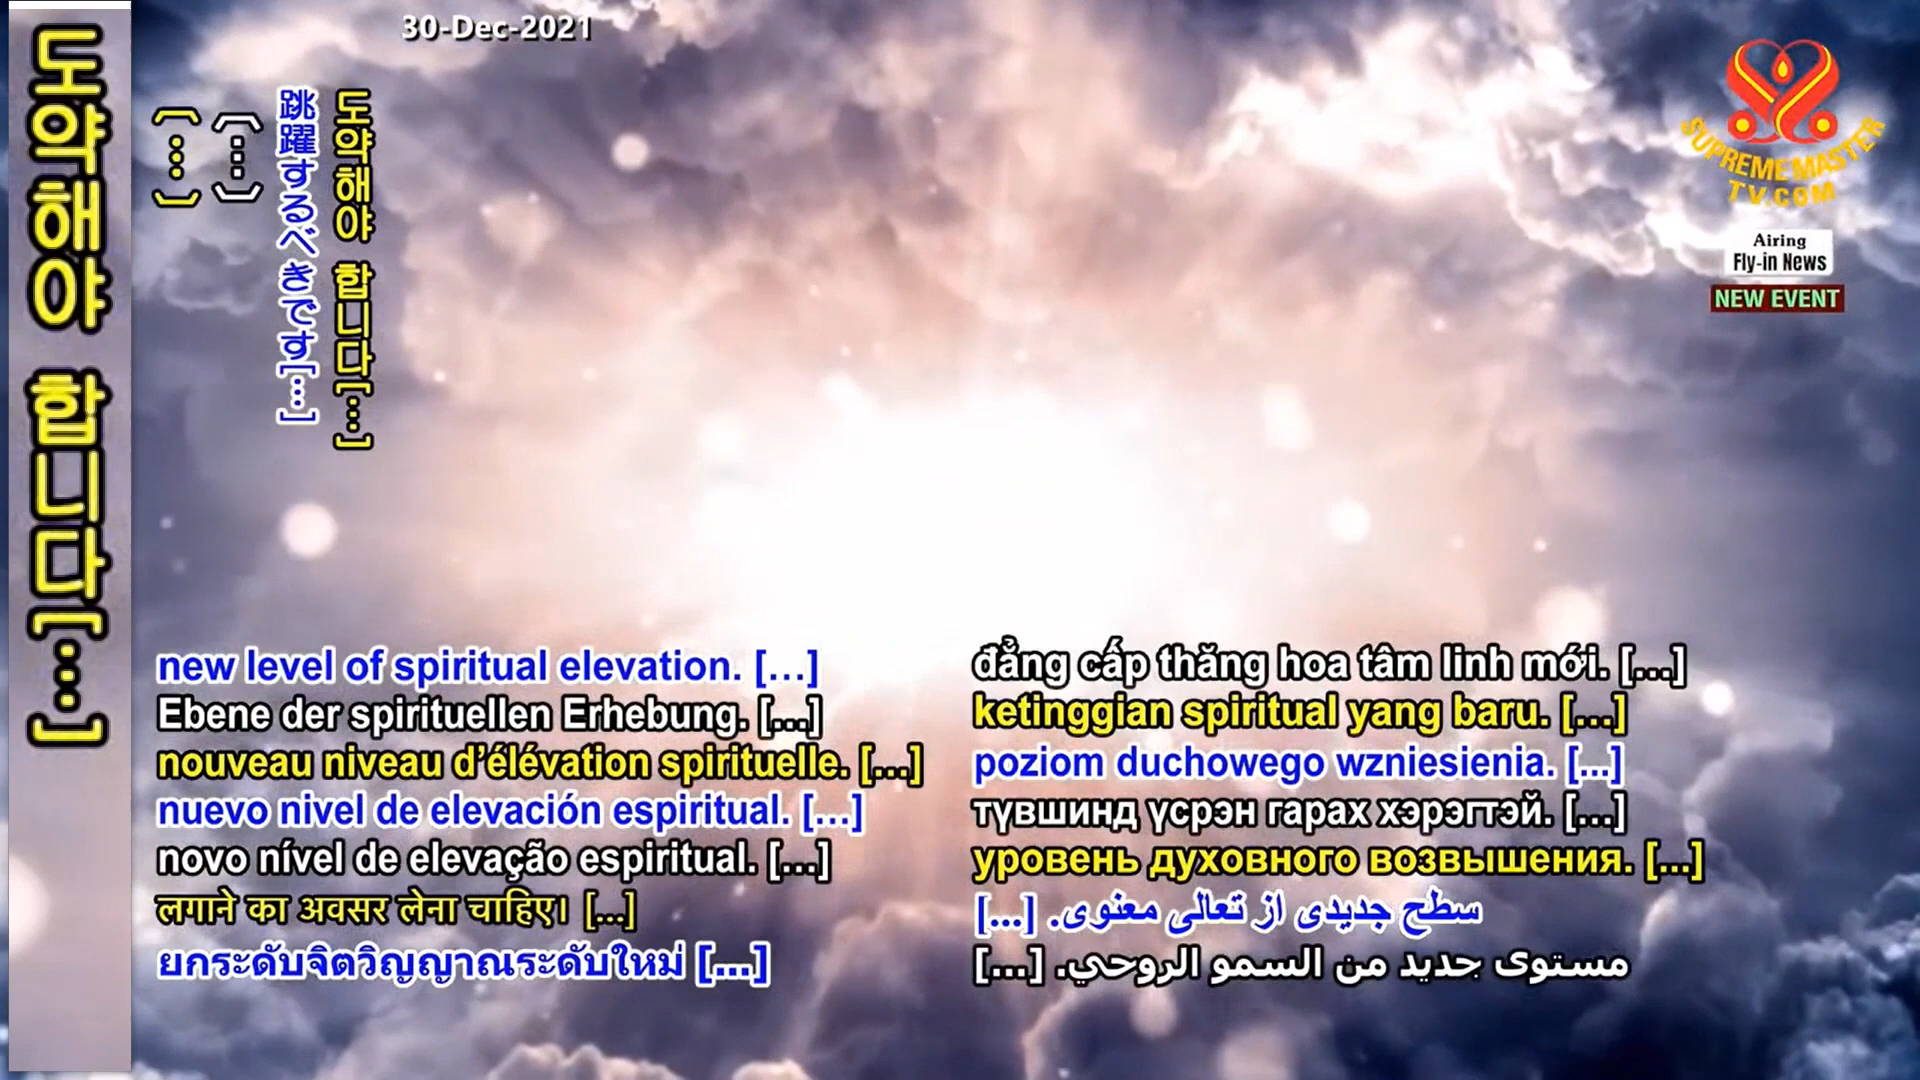 30-Dec-2021
도약해야 합니다[…]
도약해야 합니다[…]
跳躍するべきです[…]
[…]
[…]
SUPREMEMASTERTV.COM
Airing
Fly-in News
NEW EVENT
new level of spiritual elevation. […]
Ebene der spirituellen Erhebung. […]
nouveau niveau d’élévation spirituelle. […]
nuevo nivel de elevación espiritual. […]
novo nível de elevação espiritual. […]
लगाने का अवसर लेना चाहिए। […]
ยกระดับจิตวิญญาณระดับใหม่ […]
đẳng cấp thăng hoa tâm linh mới. […]
ketinggian spiritual yang baru. […]
poziom duchowego wzniesienia. […]
түвшинд үсрэн гарах хэрэгтэй. […]
уровень духовного возвышения. […]
سطح جدیدی از تعالی معنوی. […]
مستوى جديد من السمو الروحي. […]